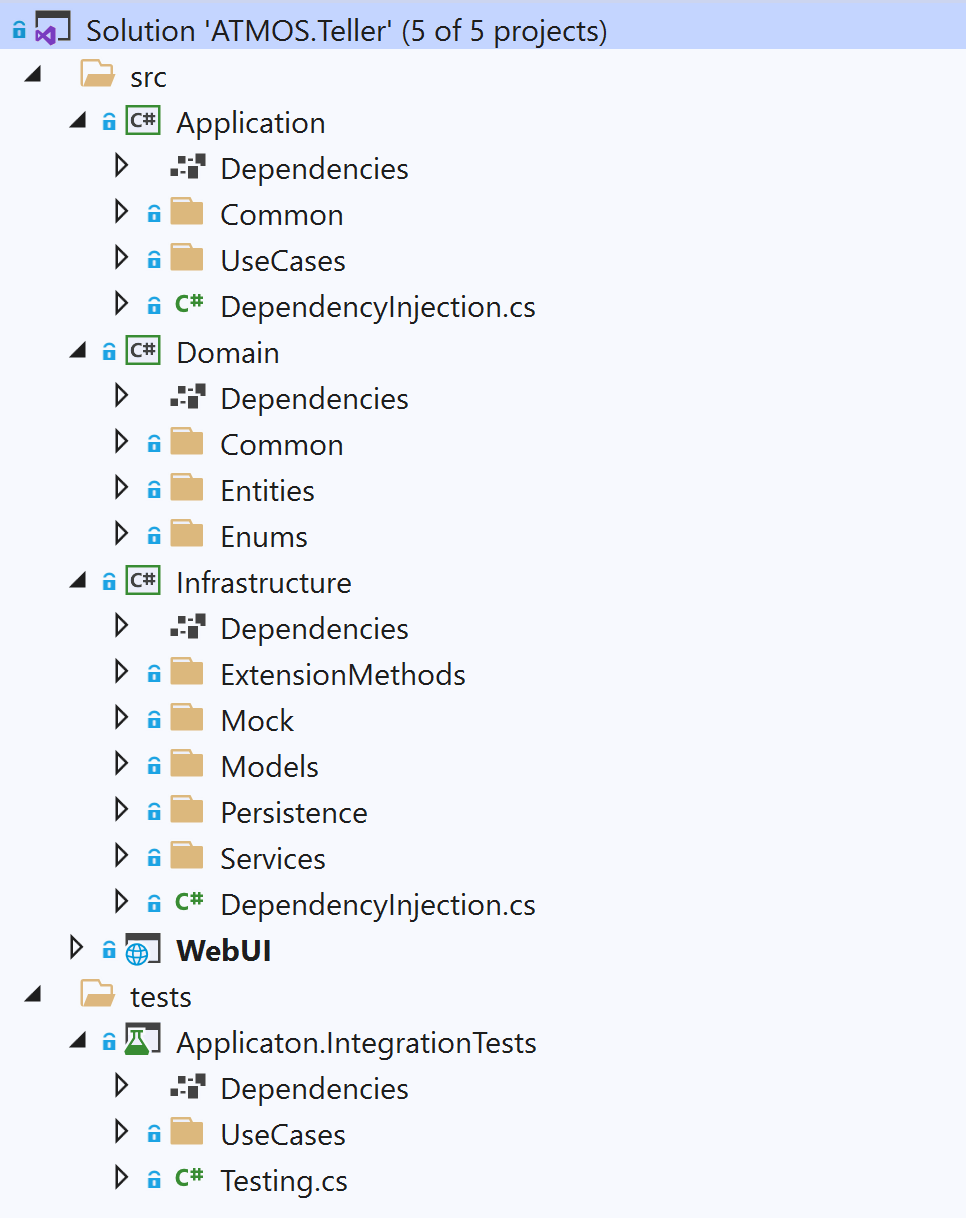 Solution 'ATMOS.Teller' (5 of 5 projects)
src
C# Application
Dependencies
Common
UseCases
C# DependencyInjection.cs
C# Domain
Dependencies
Common
Entities
Enums
C# Infrastructure
Dependencies
ExtensionMethods
Mock
Models
Persistence
Services
C# DependencyInjection.cs
WebUI
tests
Applicaton.IntegrationTests
Dependencies
UseCases
C# Testing.cs